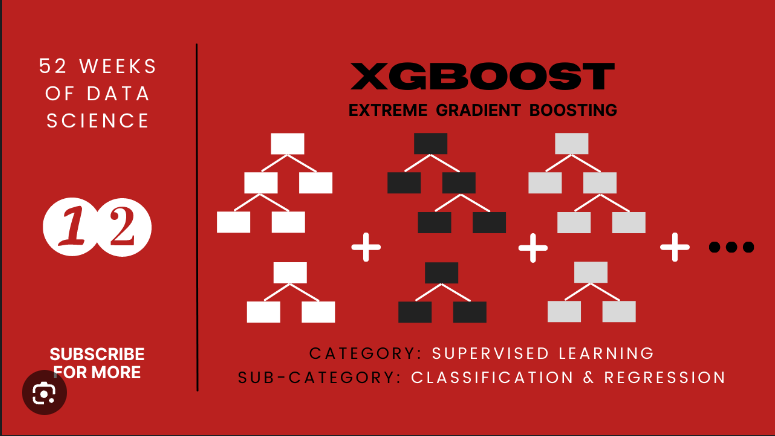 52 WEEKS
OF DATA
SCIENCE
12
SUBSCRIBE
FOR MORE
XGBOOST
EXTREME GRADIENT BOOSTING
+ + + •••
CATEGORY: SUPERVISED LEARNING
SUB-CATEGORY: CLASSIFICATION & REGRESSION